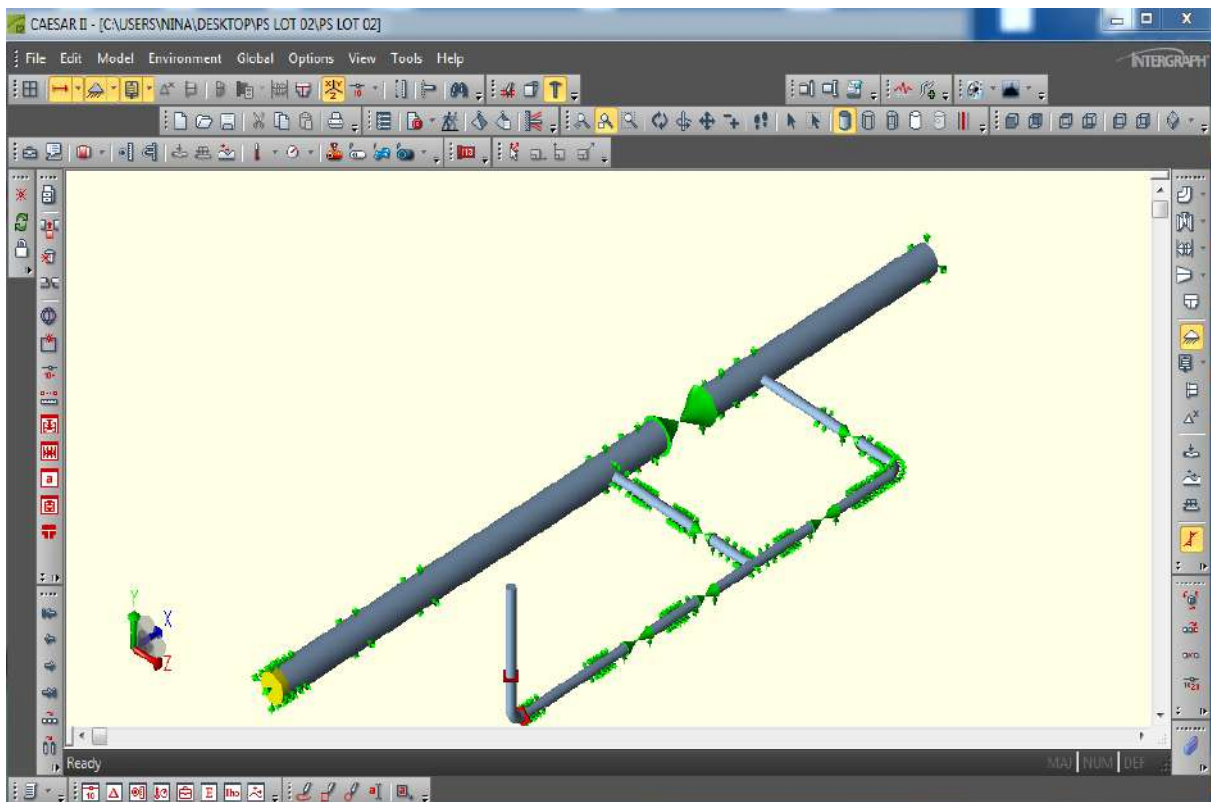 CAESAR II - [C:\USERS\NINA\DESKTOP\PS LOT 02\PS LOT 02]
File Edit Model Environment Global Options View Tools Help
INTERGRAPH
Y
X
Z
Ready
MAJ NUM DEF